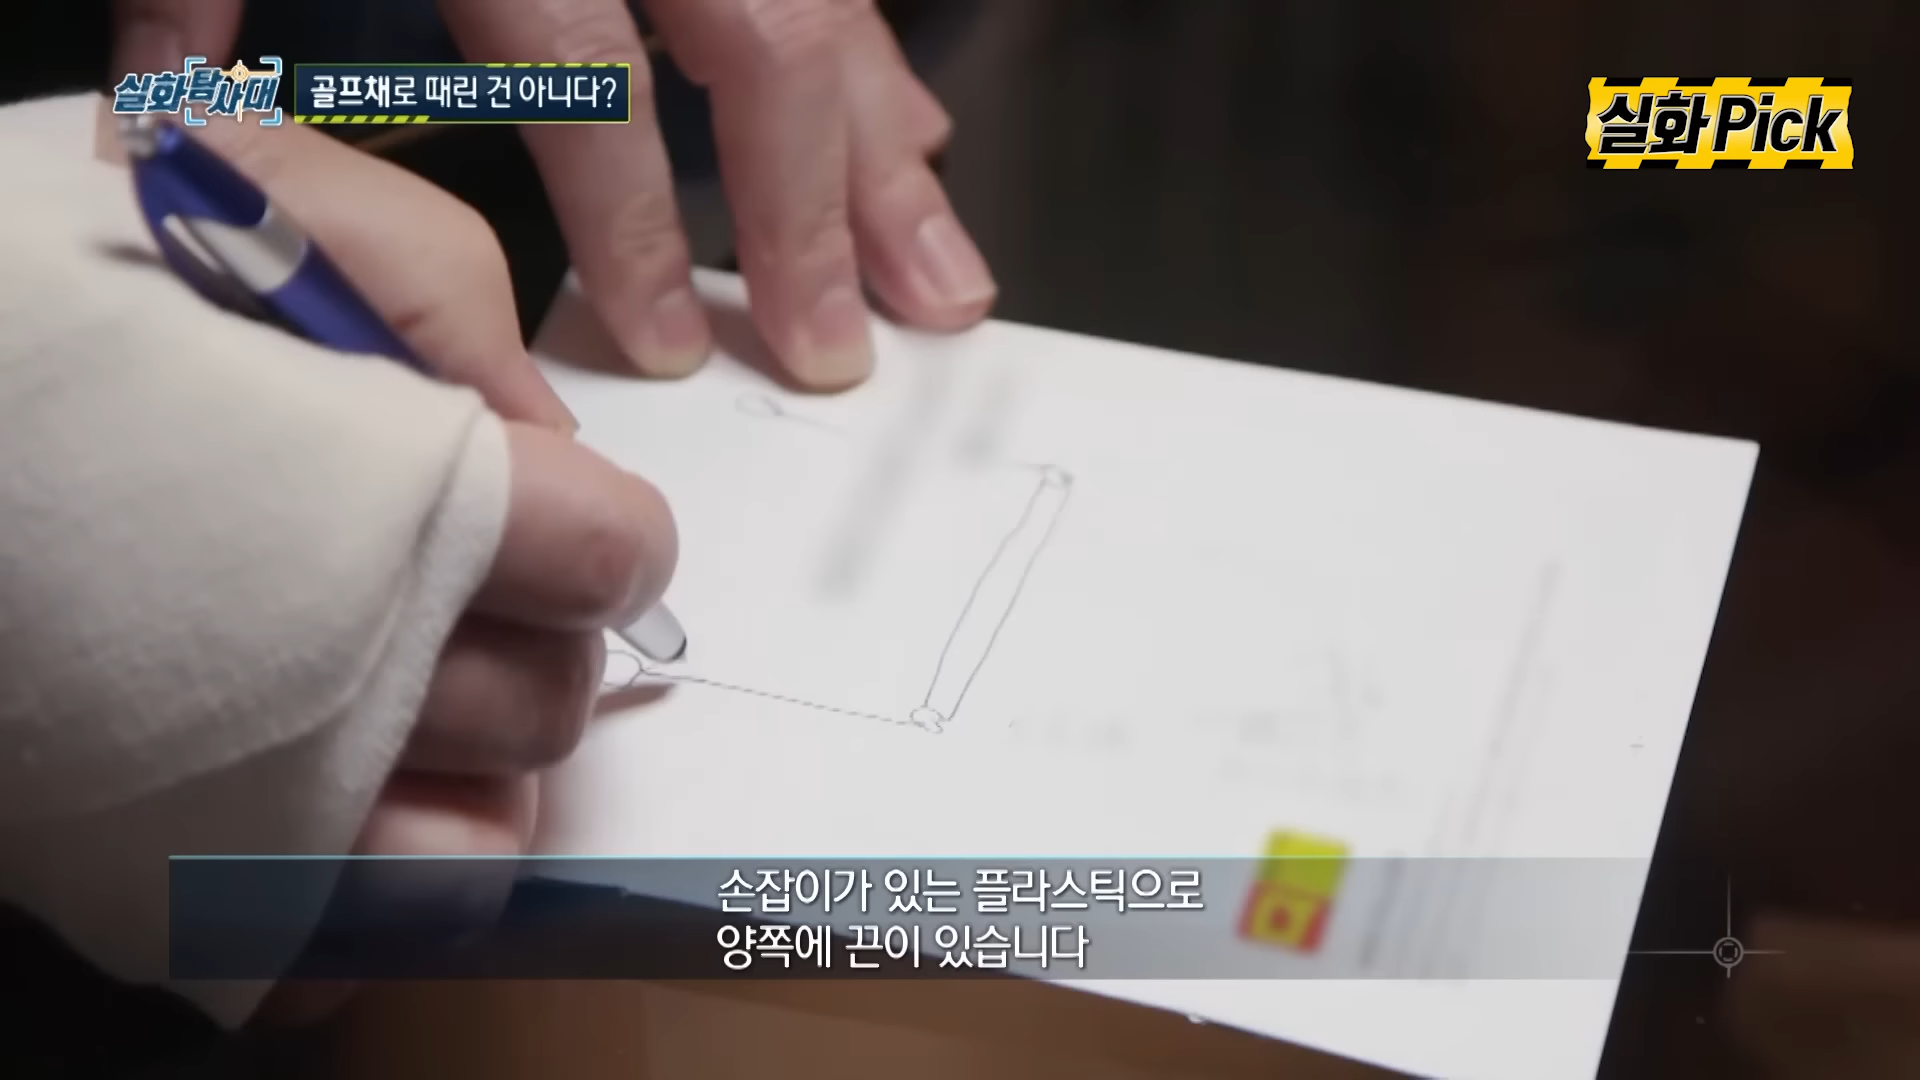 실화탐사대
골프채로 때린 건 아니다?
실화Pick
손잡이가 있는 플라스틱으로
양쪽에 끈이 있습니다